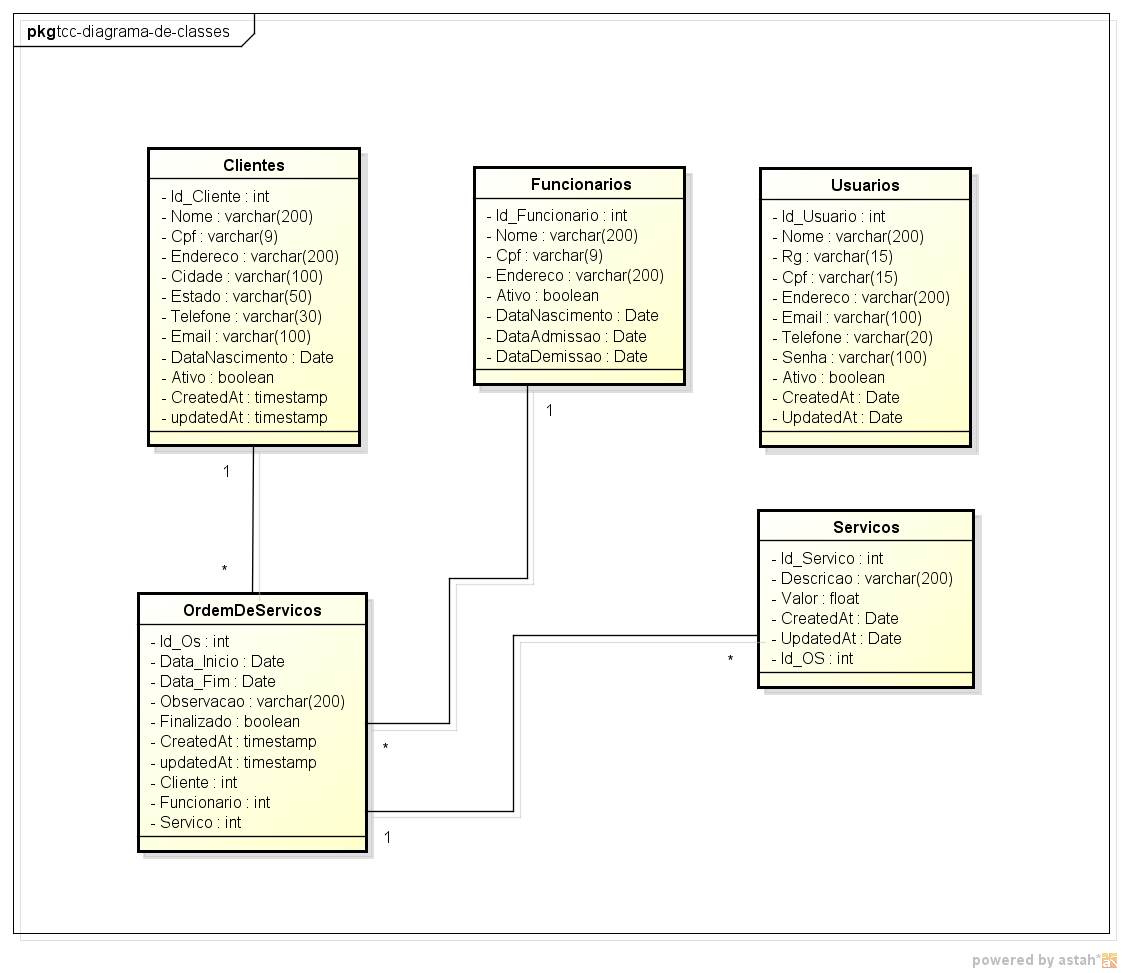 pkgtcc-diagrama-de-classes
Clientes
- Id_Cliente : int
- Nome : varchar(200)
- Cpf : varchar(9)
- Endereco : varchar(200)
- Cidade : varchar(100)
- Estado : varchar(50)
- Telefone : varchar(30)
- Email : varchar(100)
- DataNascimento : Date
- Ativo : boolean
- CreatedAt : timestamp
- updatedAt : timestamp
Funcionarios
- Id_Funcionario : int
- Nome : varchar(200)
- Cpf : varchar(9)
- Endereco : varchar(200)
- Ativo : boolean
- DataNascimento : Date
- DataAdmissao : Date
- DataDemissao : Date
Usuarios
- Id_Usuario : int
- Nome : varchar(200)
- Rg : varchar(15)
- Cpf : varchar(15)
- Endereco : varchar(200)
- Email : varchar(100)
- Telefone : varchar(20)
- Senha : varchar(100)
- Ativo : boolean
- CreatedAt : Date
- UpdatedAt : Date
1
1
*
OrdemDeServicos
- Id_Os : int
- Data_Inicio : Date
- Data_Fim : Date
- Observacao : varchar(200)
- Finalizado : boolean
- CreatedAt : timestamp
- updatedAt : timestamp
- Cliente : int
- Funcionario : int
- Servico : int
*
1
Servicos
- Id_Servico : int
- Descricao : varchar(200)
- Valor : float
- CreatedAt : Date
- UpdatedAt : Date
- Id_OS : int
*
powered by astah*